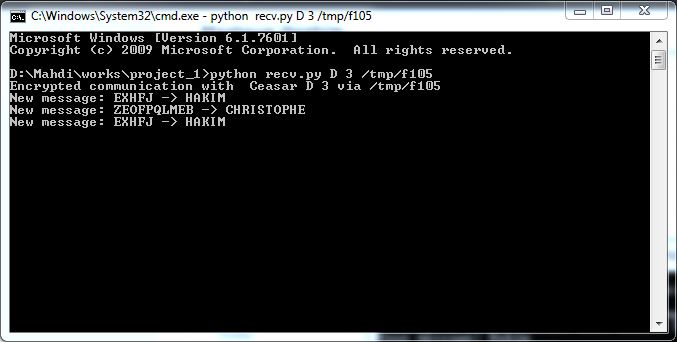 C:\Windows\System32\cmd.exe - python  recv.py D 3 /tmp/f105
Microsoft Windows [Version 6.1.7601]
Copyright (c) 2009 Microsoft Corporation.  All rights reserved.
D:\Mahdi\works\project_1>python recv.py D 3 /tmp/f105
Encrypted communication with  Ceasar D 3 via /tmp/f105
New message: EXHFJ -> HAKIM
New message: ZEOFPQLMEB -> CHRISTOPHE
New message: EXHFJ -> HAKIM